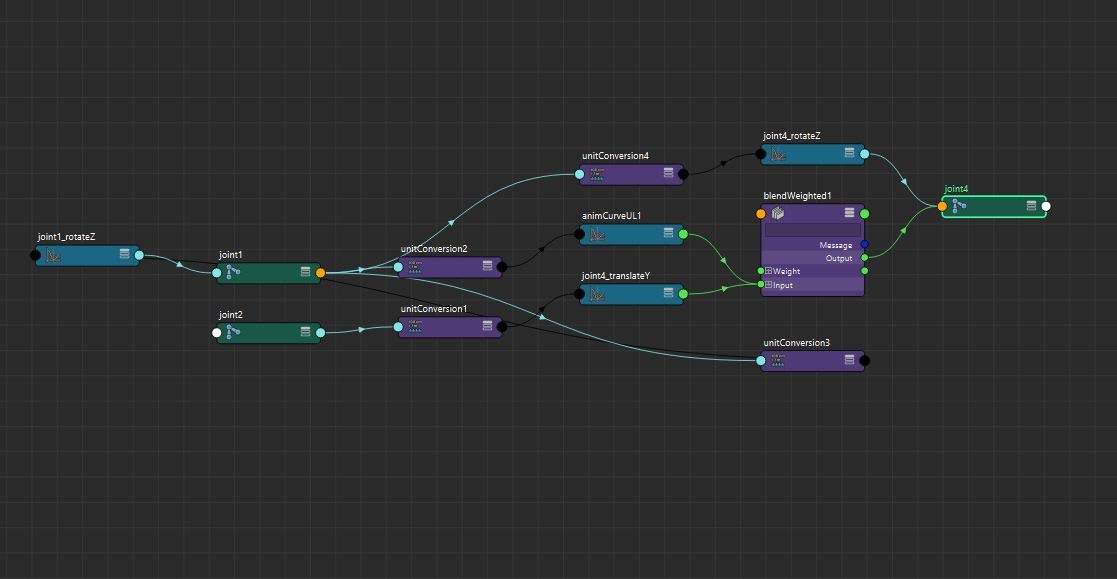 joint4_rotateZ
unitConversion4
joint4
blendWeighted1
animCurveUL1
joint1_rotateZ
Message
unitConversion2
joint1
Output
Weight
joint4_translateY
Input
unitConversion1
joint2
unitConversion3